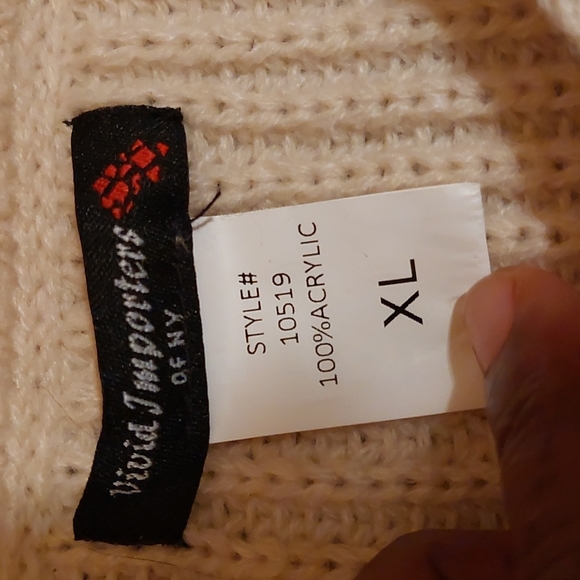 Vivid Importers
OF NY
STYLE#
10519
100%ACRYLIC
XL